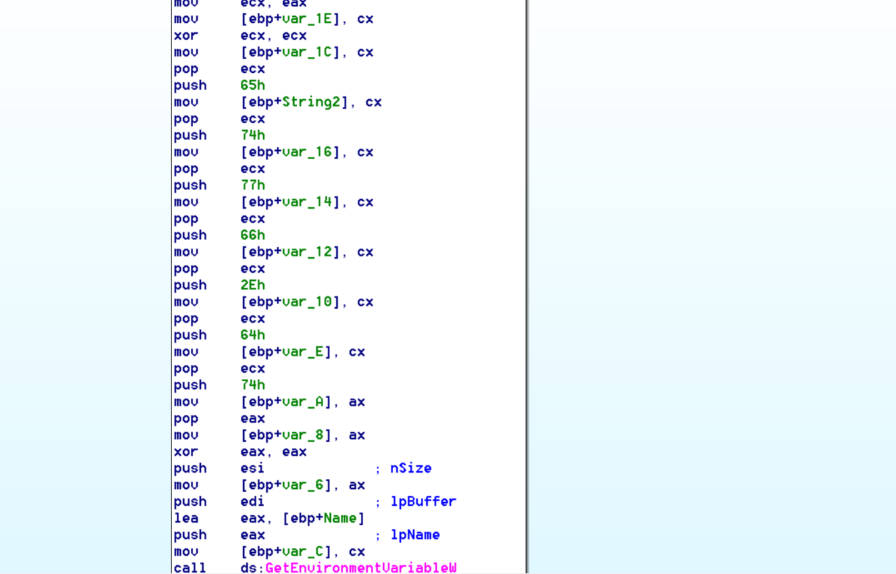 mov ecx, eax
mov [ebp+var_1E], cx
xor ecx, ecx
mov [ebp+var_1C], cx
pop ecx
push 65h
mov [ebp+String2], cx
pop ecx
push 74h
mov [ebp+var_16], cx
pop ecx
push 77h
mov [ebp+var_14], cx
pop ecx
push 66h
mov [ebp+var_12], cx
pop ecx
push 2Eh
mov [ebp+var_10], cx
pop ecx
push 64h
mov [ebp+var_E], cx
pop ecx
push 74h
mov [ebp+var_A], ax
pop eax
mov [ebp+var_8], ax
xor eax, eax
push esi ; nSize
mov [ebp+var_6], ax
push edi ; lpBuffer
lea eax, [ebp+Name]
push eax ; lpName
mov [ebp+var_C], cx
call ds:GetEnvironmentVariableW